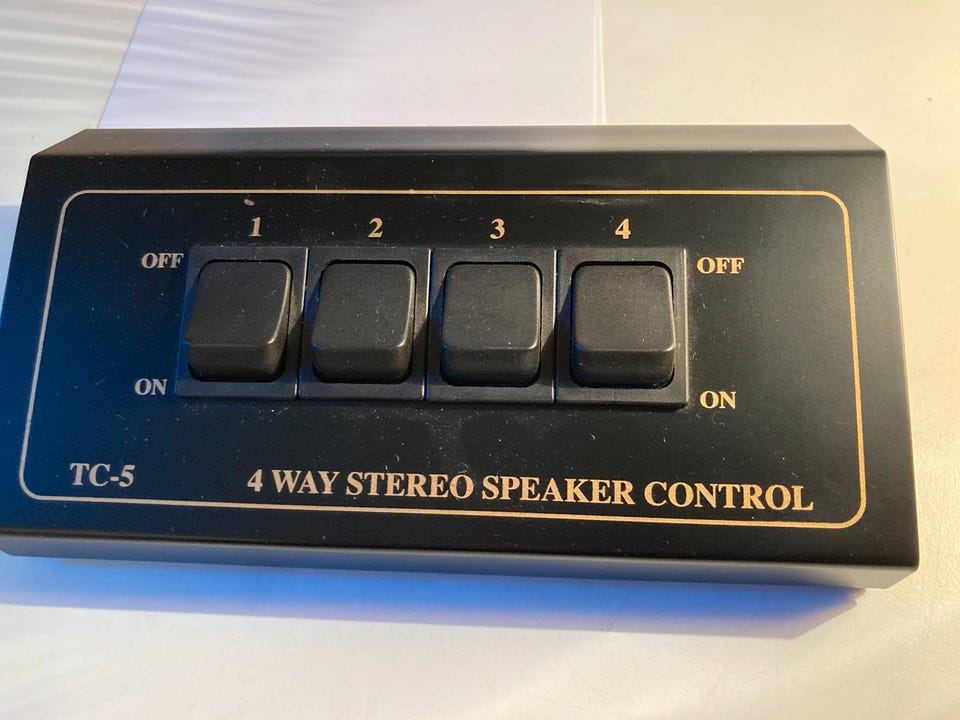 1 2 3 4
OFF OFF
ON ON
TC-5 4 WAY STEREO SPEAKER CONTROL